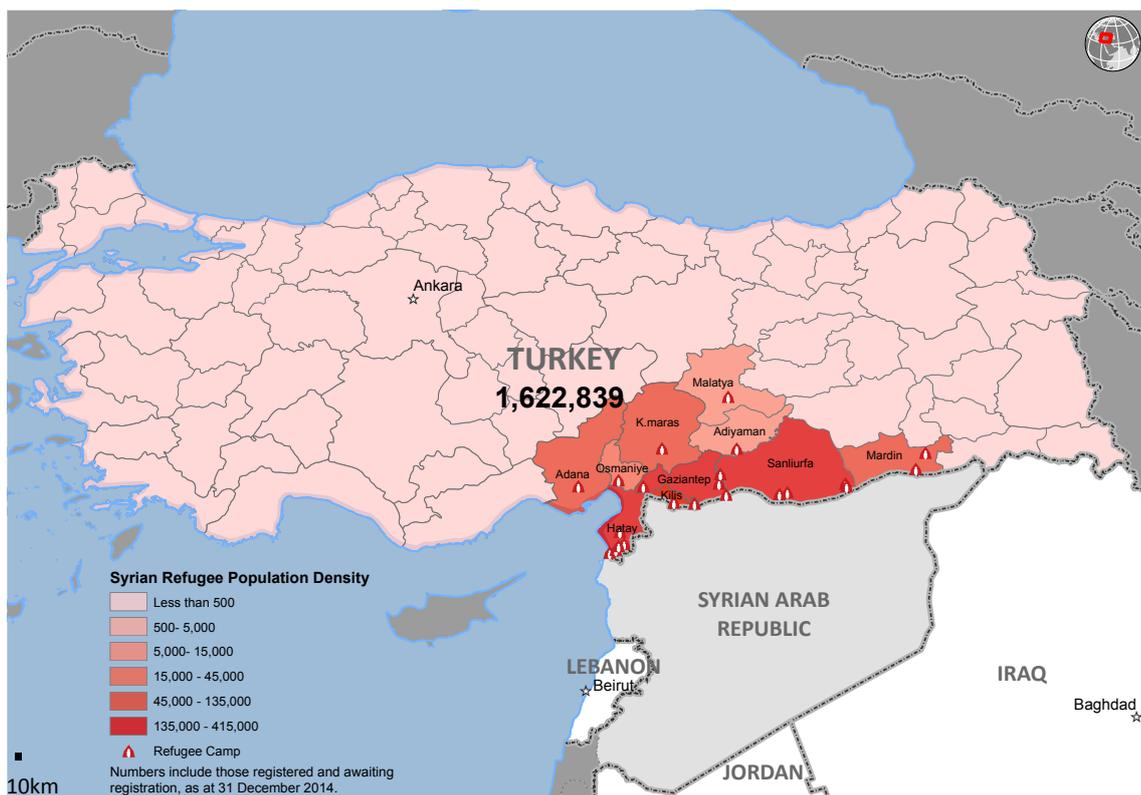 Ankara
TURKEY
1,622,839
Malatya
K.maras
Adiyaman
Mardin
Sanliurfa
Osmaniye
Adana
Gaziantep
Kilis
Hatay
Syrian Refugee Population Density
Less than 500
500- 5,000
5,000- 15,000
15,000 - 45,000
45,000 - 135,000
135,000 - 415,000
Refugee Camp
Numbers include those registered and awaiting
registration, as at 31 December 2014.
10km
SYRIAN ARAB
REPUBLIC
LEBANON
Beirut
IRAQ
Baghdad
JORDAN